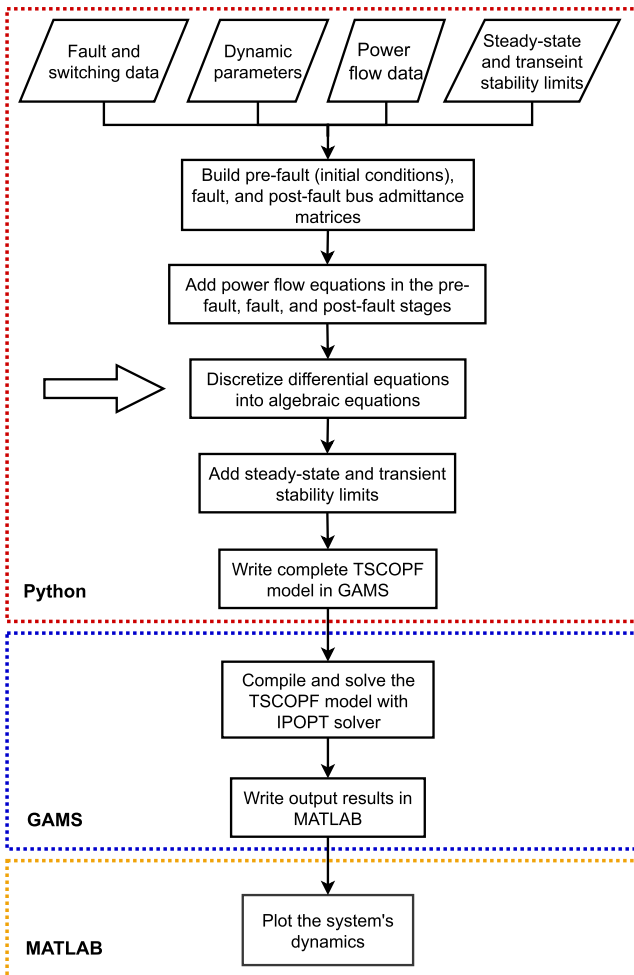 Fault and
switching data
Dynamic
parameters
Power
flow data
Steady-state
and transeint
stability limits
Build pre-fault (initial conditions),
fault, and post-fault bus admittance
matrices
Add power flow equations in the pre-
fault, fault, and post-fault stages
Discretize differential equations
into algebraic equations
Add steady-state and transient
stability limits
Write complete TSCOPF
model in GAMS
Python
Compile and solve the
TSCOPF model with
IPOPT solver
Write output results in
MATLAB
GAMS
Plot the system's
dynamics
MATLAB